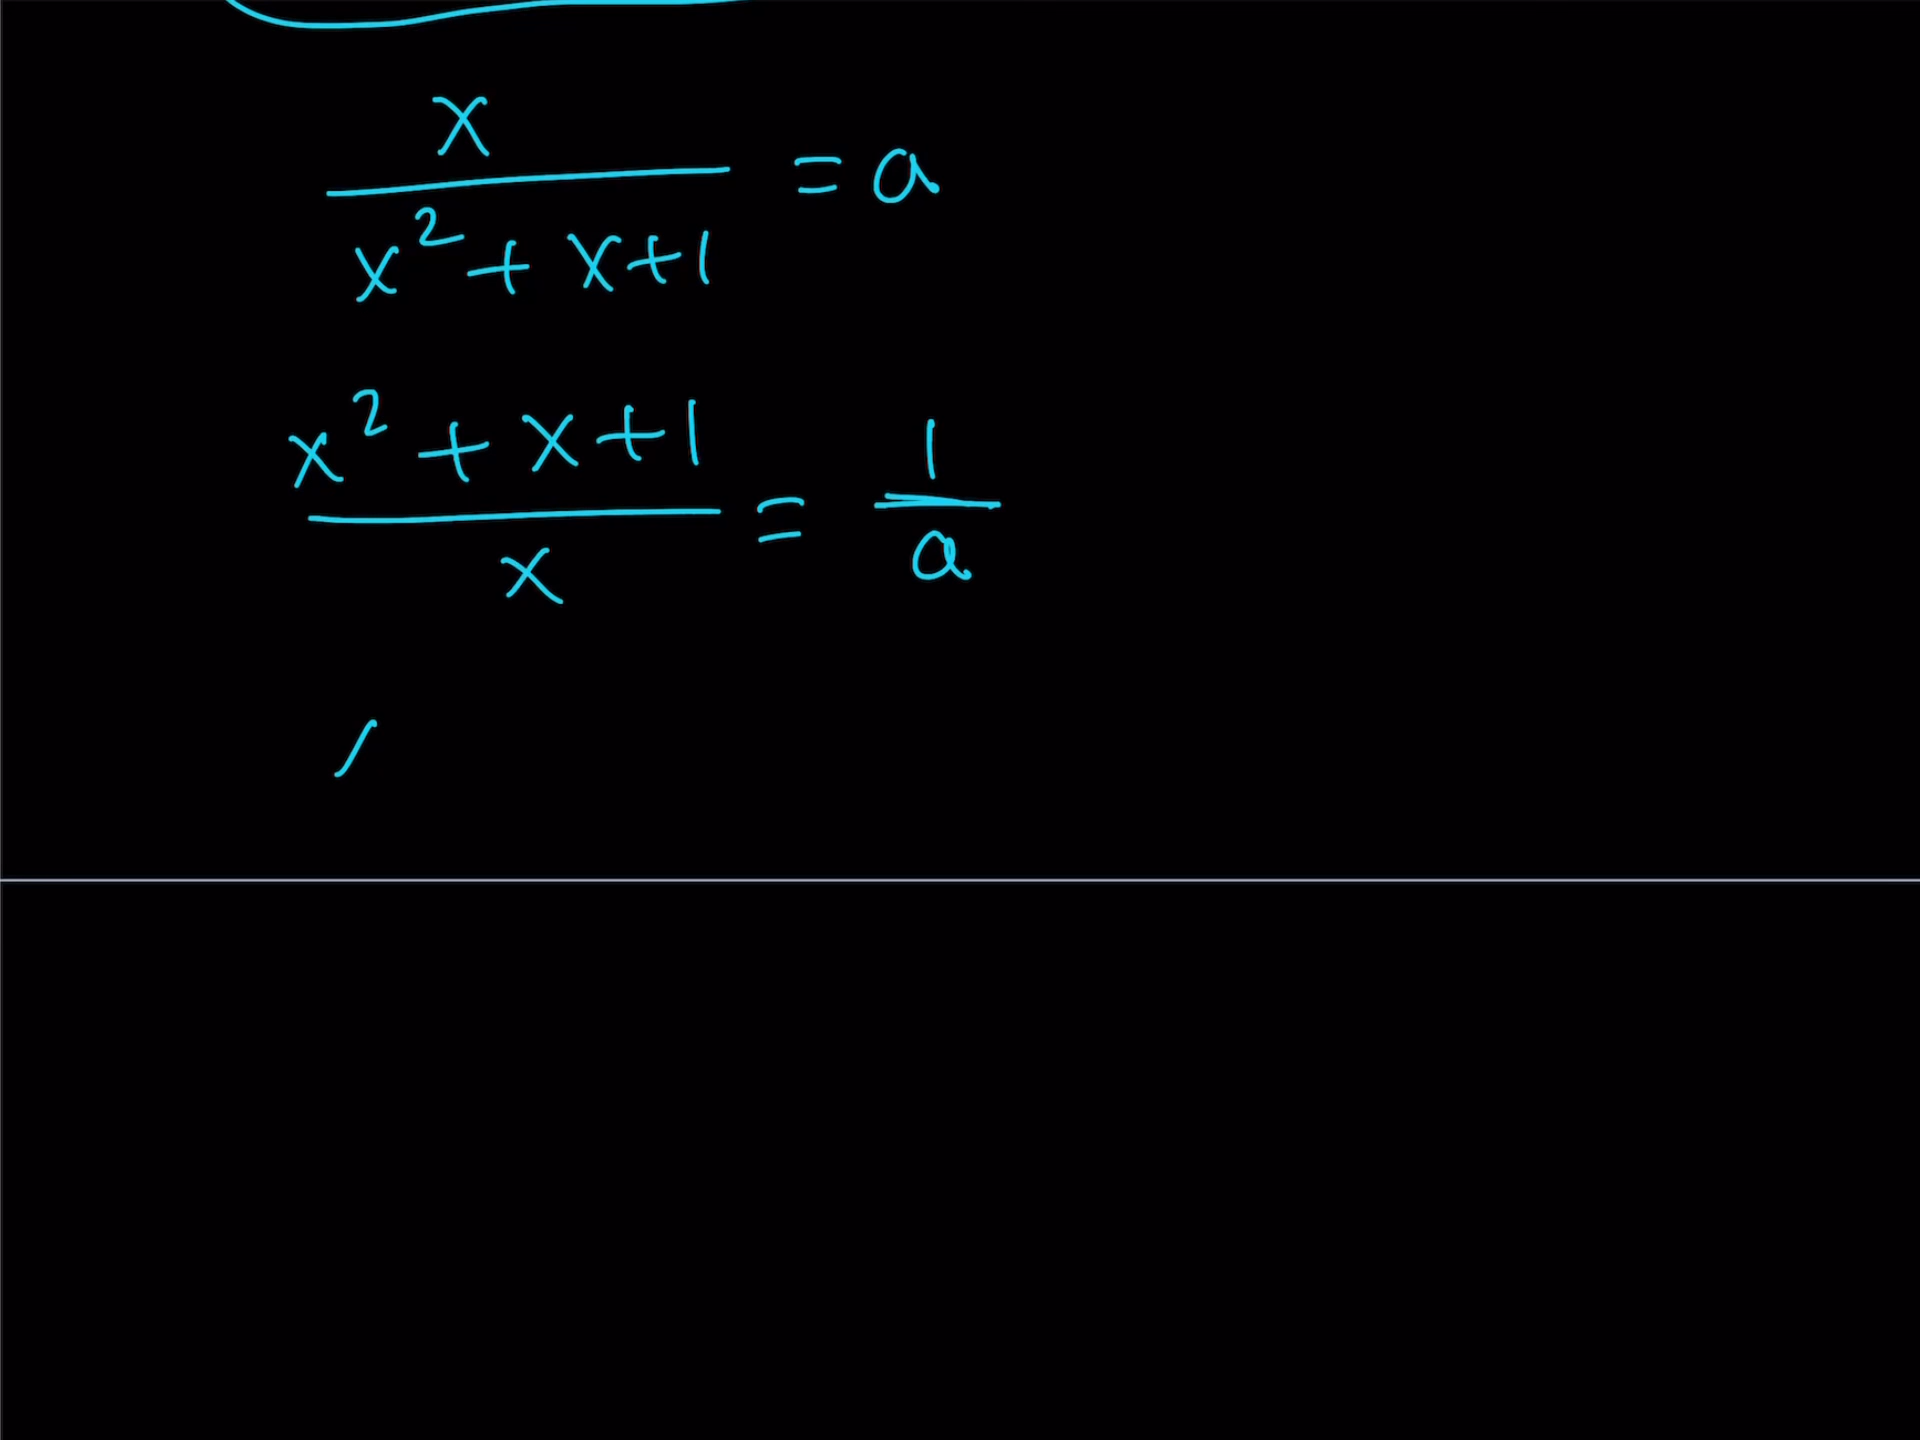 x / (x² + x + 1) = a
(x² + x + 1) / x = 1 / a